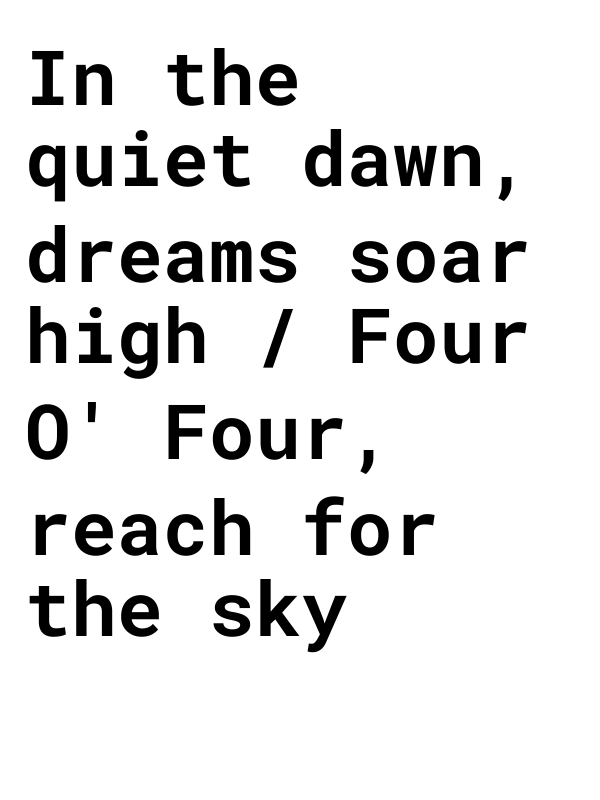 In the
quiet dawn,
dreams soar
high / Four
O' Four,
reach for
the sky